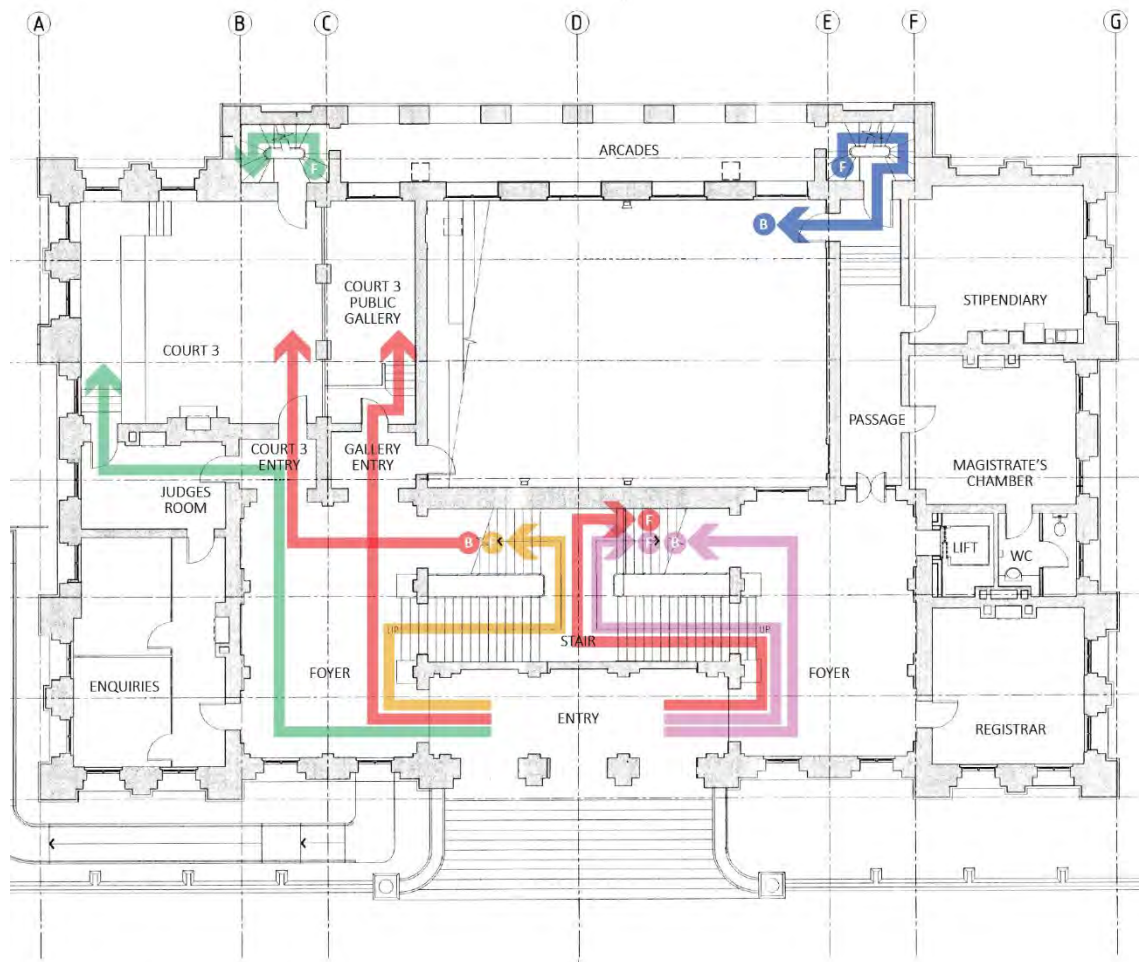 A
B
C
D
E
F
G
ARCADES
F
F
B
COURT 3
PUBLIC
GALLERY
STIPENDIARY
COURT 3
PASSAGE
COURT 3
ENTRY
GALLERY
ENTRY
MAGISTRATE'S
CHAMBER
JUDGES
ROOM
F
B
F
F
B
LIFT
WC
UP
UP
STAIR
FOYER
FOYER
ENQUIRIES
ENTRY
REGISTRAR